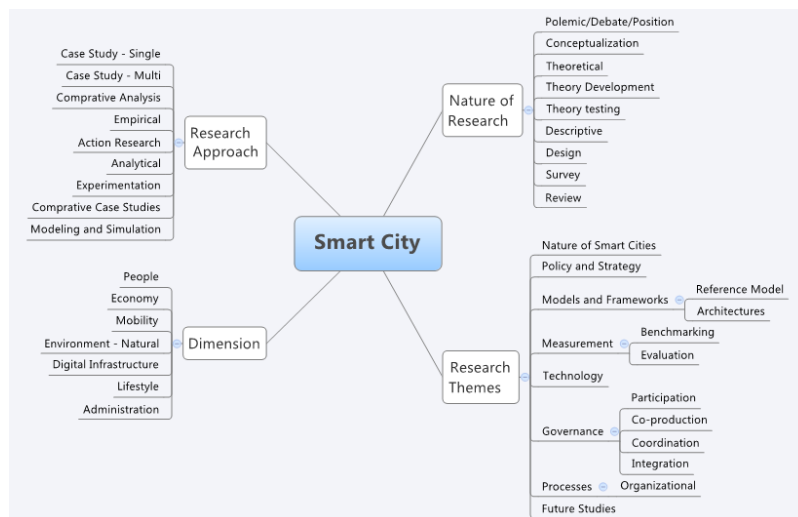 Case Study - Single
Case Study - Multi
Comprative Analysis
Empirical
Action Research
Analytical
Experimentation
Comprative Case Studies
Modeling and Simulation
Research
Approach
Polemic/Debate/Position
Conceptualization
Theoretical
Theory Development
Theory testing
Descriptive
Design
Survey
Review
Nature of
Research
Smart City
People
Economy
Mobility
Environment - Natural
Digital Infrastructure
Lifestyle
Administration
Dimension
Research
Themes
Nature of Smart Cities
Policy and Strategy
Models and Frameworks
Reference Model
Architectures
Measurement
Benchmarking
Evaluation
Technology
Governance
Participation
Co-production
Coordination
Integration
Processes
Organizational
Future Studies